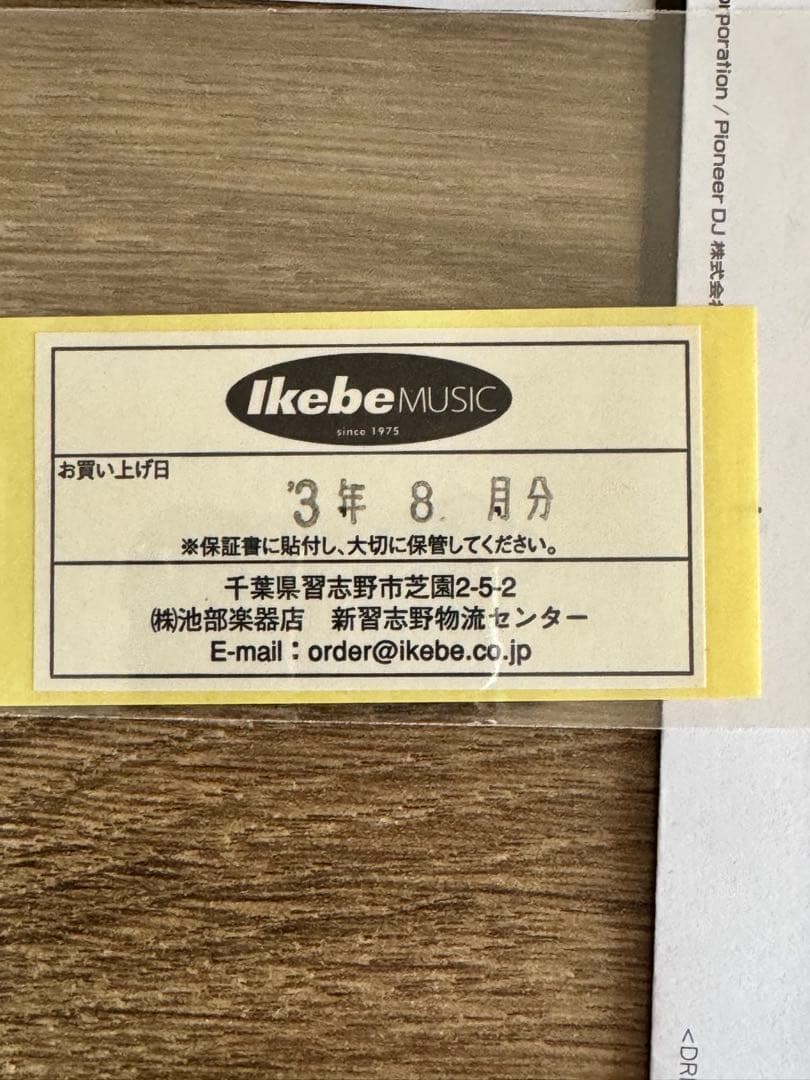 orporation / Pioneer DJ 株式会
Ikebe MUSIC
since 1975
お買い上げ日
'3年 8 月分
※保証書に貼付し、大切に保管してください。
千葉県習志野市芝園2-5-2
㈱池部楽器店 新習志野物流センター
E-mail：order@ikebe.co.jp
<DR